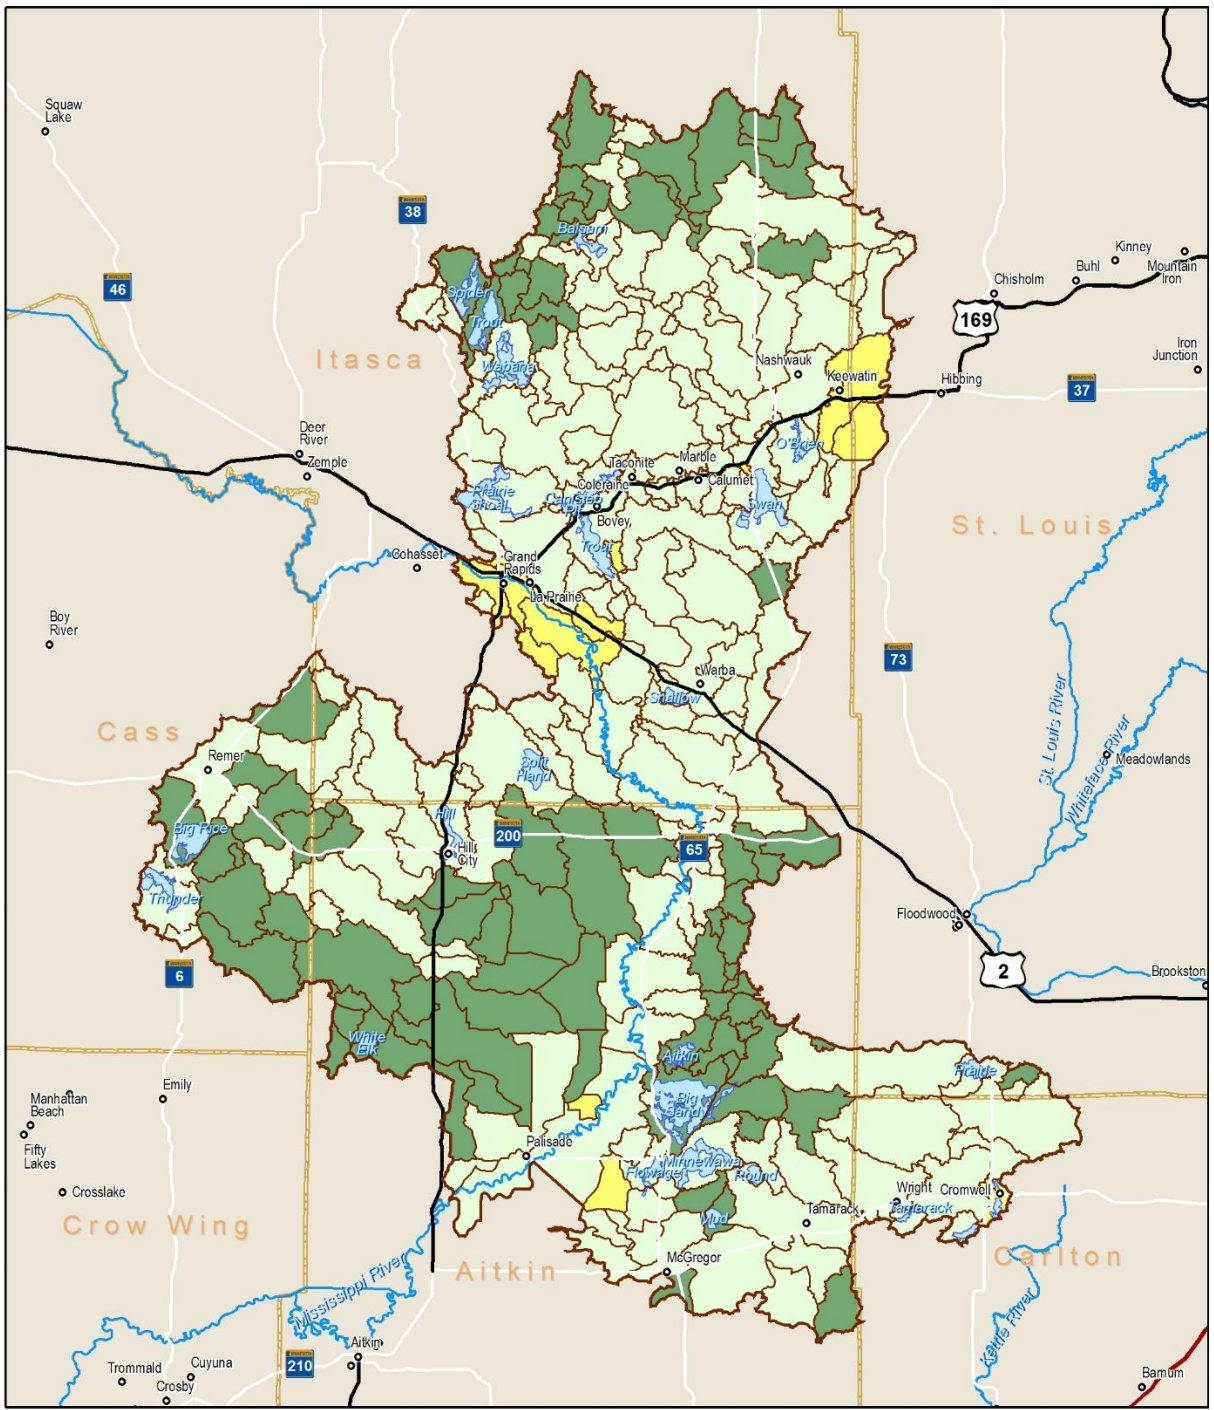 Squaw
Lake
38
Balsam
Kinney
Buhl
Mountain
Iron
Chisholm
46
Spider
Trout
169
Itasca
Wabana
Nashwauk
Iron
Junction
Keewatin
Hibbing
37
Deer
River
Zemple
O'Brien
Taconite
Marble
Prairie
Shoal
Canisteo
Pit
Coleraine
Calumet
Swan
Bovey
St. Louis
Trout
Cohasset
Grand
Rapids
La Prairie
Boy
River
73
Warba
Shallow
Cass
St. Louis River
Whiteface River
Meadowlands
Remer
Split
Hand
Hill
Big Rice
200
65
Hill
City
Thunder
Floodwood
6
2
Brookston
White
Elk
Aitkin
Prairie
Manhattan
Beach
Emily
Big
Sandy
Fifty
Lakes
Palisade
Minnewawa
Flowage
Round
Crosslake
Wright
Cromwell
Tamarack
Crow Wing
Mud
Tamarack
McGregor
Aitkin
Carlton
Mississippi River
Kettle River
Aitkin
210
Trommald
Cuyuna
Crosby
Barnum